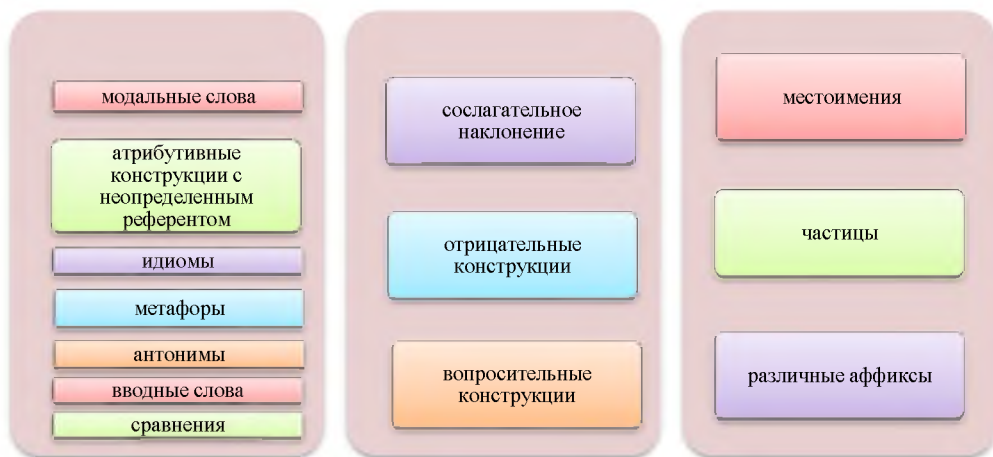 модальные слова
атрибутивные
конструкции с
неопределенным
референтом
идиомы
метафоры
антонимы
вводные слова
сравнения
сослагательное
наклонение
отрицательные
конструкции
вопросительные
конструкции
местоимения
частицы
различные аффиксы